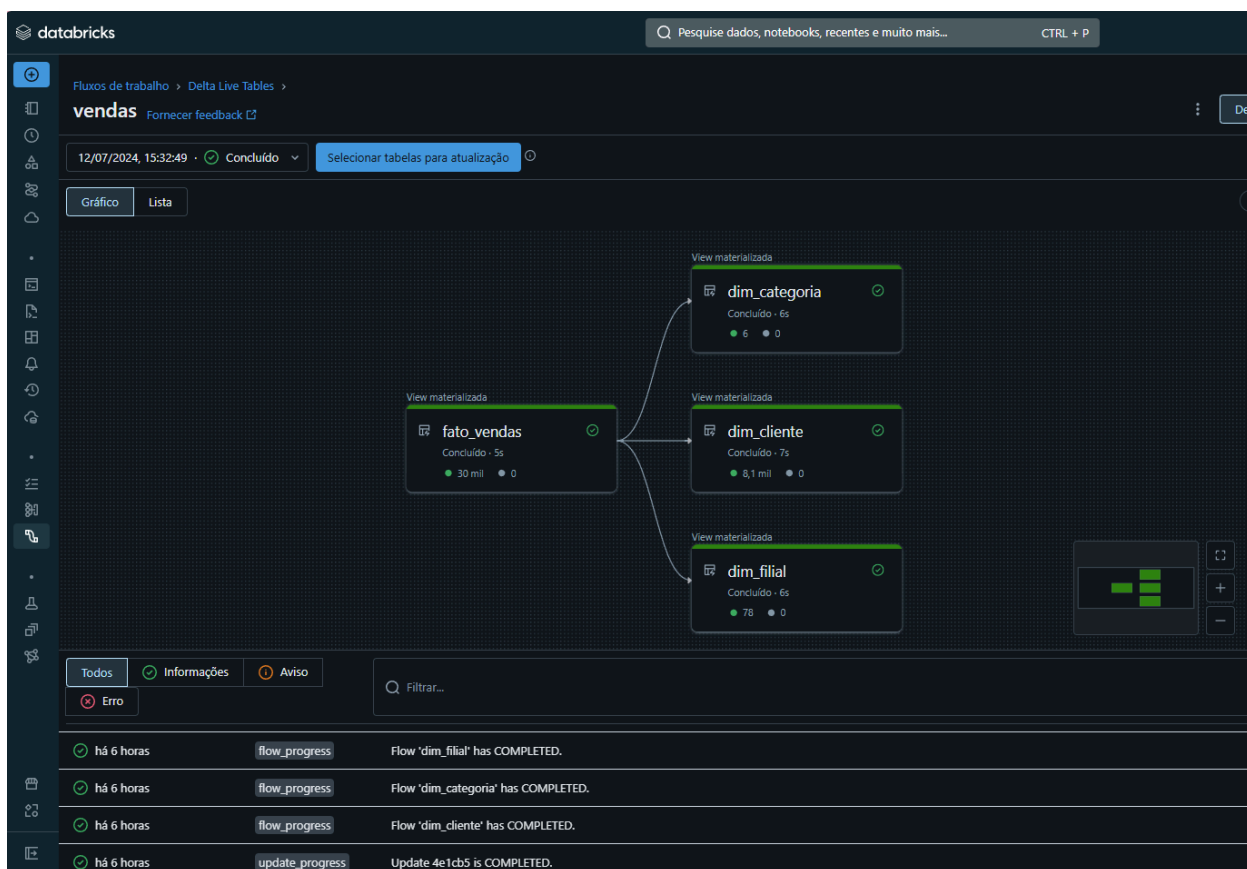 databricks
Pesquise dados, notebooks, recentes e muito mais... CTRL + P
Fluxos de trabalho › Delta Live Tables ›
vendas Fornecer feedback
De
12/07/2024, 15:32:49 · Concluído
Selecionar tabelas para atualização
Gráfico Lista
View materializada
dim_categoria
Concluído · 6s
6 0
View materializada
fato_vendas
Concluído · 5s
30 mil 0
View materializada
dim_cliente
Concluído · 7s
8,1 mil 0
View materializada
dim_filial
Concluído · 6s
78 0
Todos Informações Aviso
Erro
Filtrar...
há 6 horas flow_progress Flow 'dim_filial' has COMPLETED.
há 6 horas flow_progress Flow 'dim_categoria' has COMPLETED.
há 6 horas flow_progress Flow 'dim_cliente' has COMPLETED.
há 6 horas update_progress Update 4e1cb5 is COMPLETED.